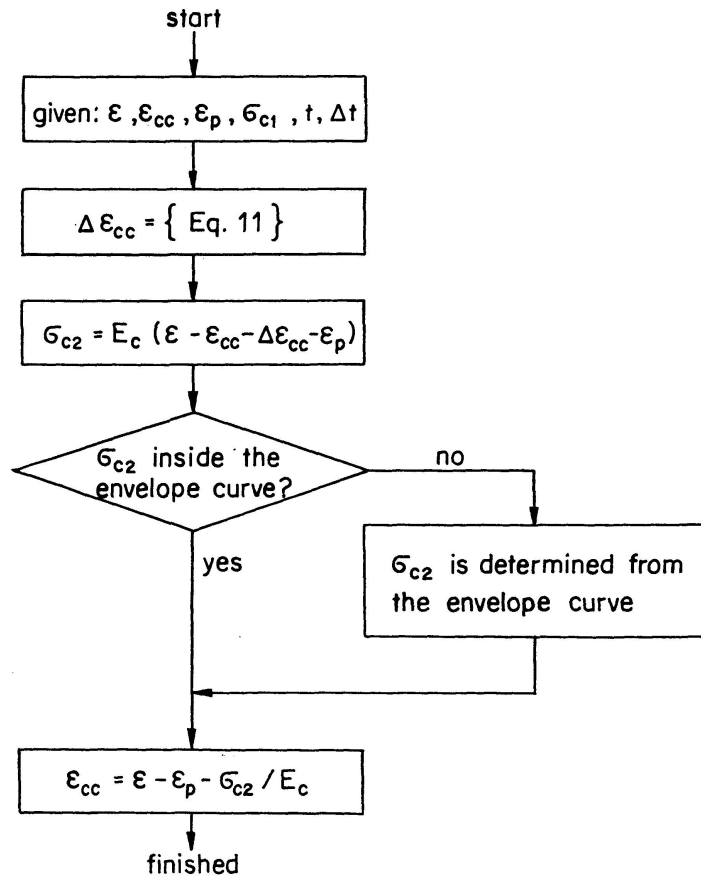 start
given: ε , ε_cc , ε_p , σ_c1 , t , Δt
Δ ε_cc = { Eq. 11 }
σ_c2 = E_c (ε - ε_cc - Δε_cc - ε_p)
σ_c2 inside the
envelope curve?
no
yes
σ_c2 is determined from
the envelope curve
ε_cc = ε - ε_p - σ_c2 / E_c
finished